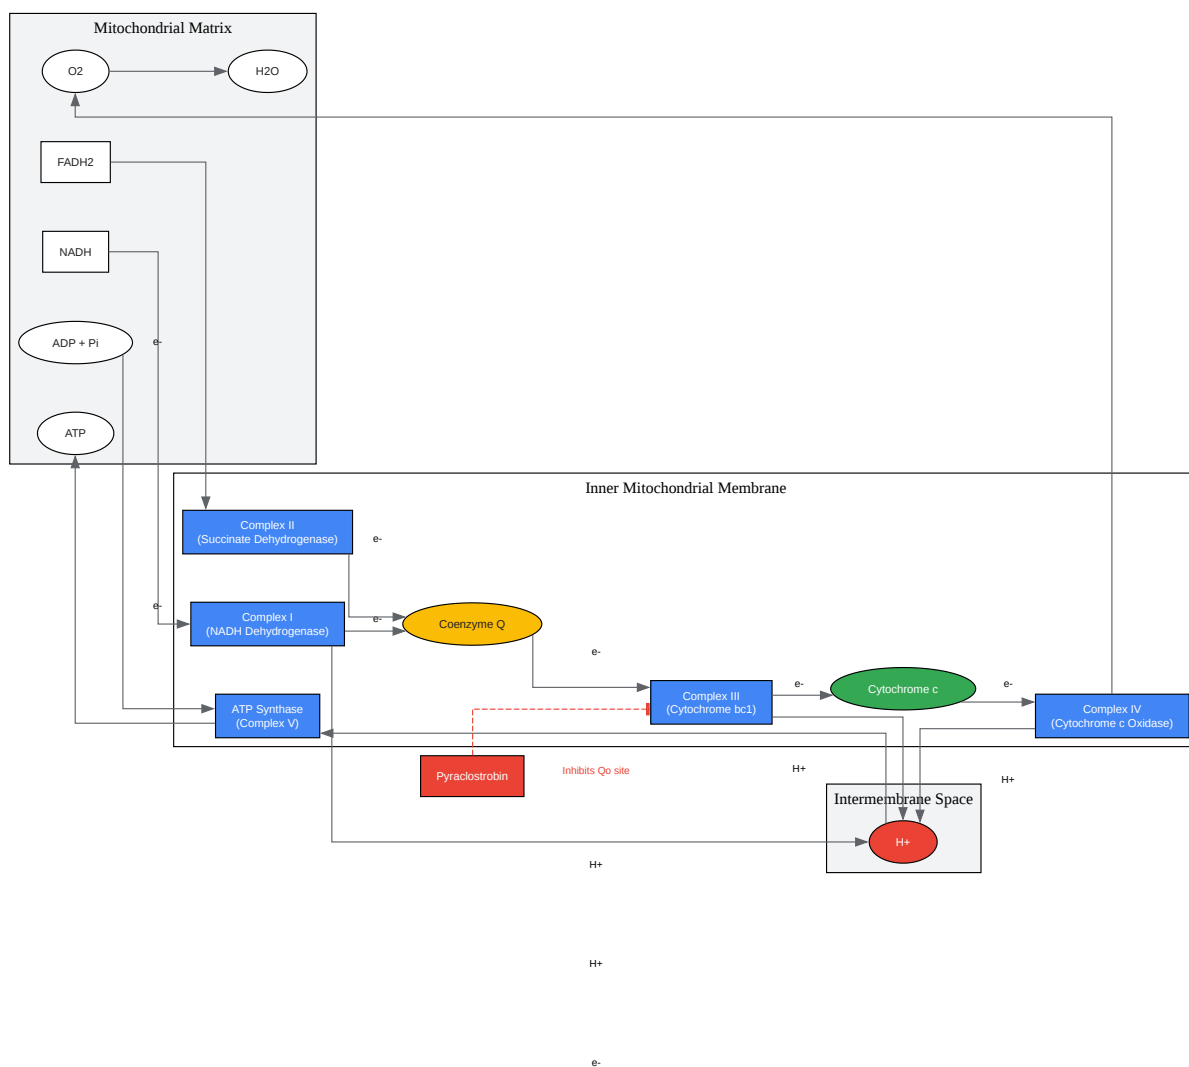 Mitochondrial Matrix
O2
H2O
FADH2
NADH
ADP + Pi
e-
ATP
Inner Mitochondrial Membrane
Complex II
(Succinate Dehydrogenase)
e-
e-
Complex I
(NADH Dehydrogenase)
e-
Coenzyme Q
e-
ATP Synthase
(Complex V)
Complex III
(Cytochrome bc1)
e-
Cytochrome c
e-
Complex IV
(Cytochrome c Oxidase)
Pyraclostrobin
Inhibits Qo site
H+
H+
Intermembrane Space
H+
H+
H+
e-